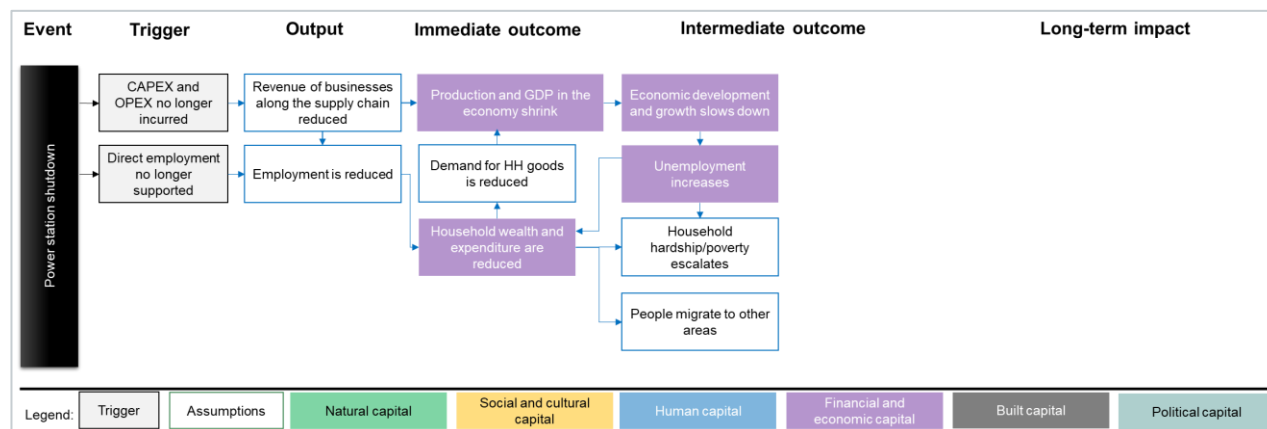 Event
Trigger
Output
Immediate outcome
Intermediate outcome
Long-term impact
Power station shutdown
CAPEX and
OPEX no longer
incurred
Revenue of businesses
along the supply chain
reduced
Production and GDP in the
economy shrink
Economic development
and growth slows down
Direct employment
no longer
supported
Employment is reduced
Demand for HH goods
is reduced
Unemployment
increases
Household wealth and
expenditure are
reduced
Household
hardship/poverty
escalates
People migrate to other
areas
Legend:
Trigger
Assumptions
Natural capital
Social and cultural
capital
Human capital
Financial and
economic capital
Built capital
Political capital